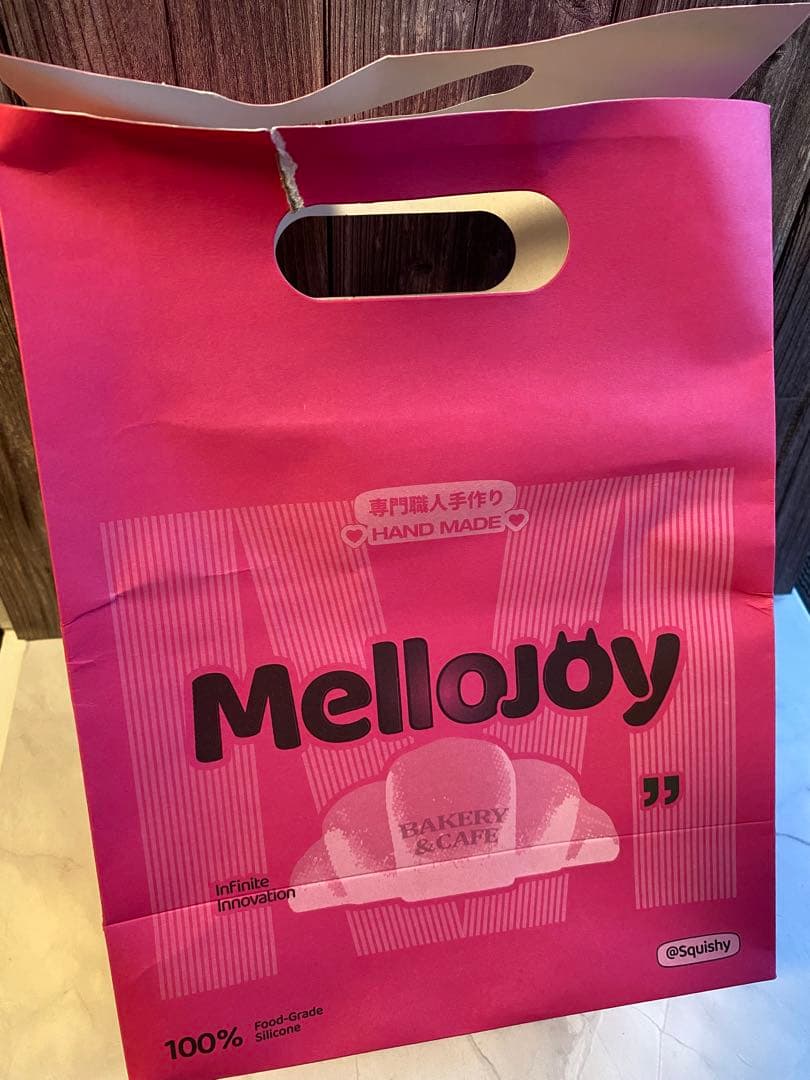 専門職人手作り
HAND MADE
MelloJoy
”
BAKERY
&CAFE
Infinite
Innovation
@Squishy
100% Food-Grade
Silicone